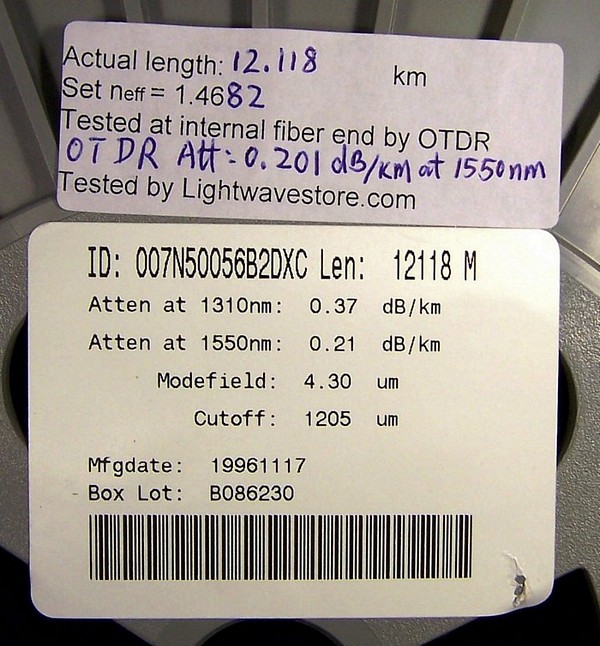 Actual length: 12.118 km
Set neff = 1.4682
Tested at internal fiber end by OTDR
OTDR Att: 0.201 dB/km at 1550nm
Tested by Lightwavestore.com
ID: 007N50056B2DXC Len: 12118 M
Atten at 1310nm: 0.37 dB/km
Atten at 1550nm: 0.21 dB/km
Modefield: 4.30 um
Cutoff: 1205 um
Mfgdate: 19961117
Box Lot: B086230